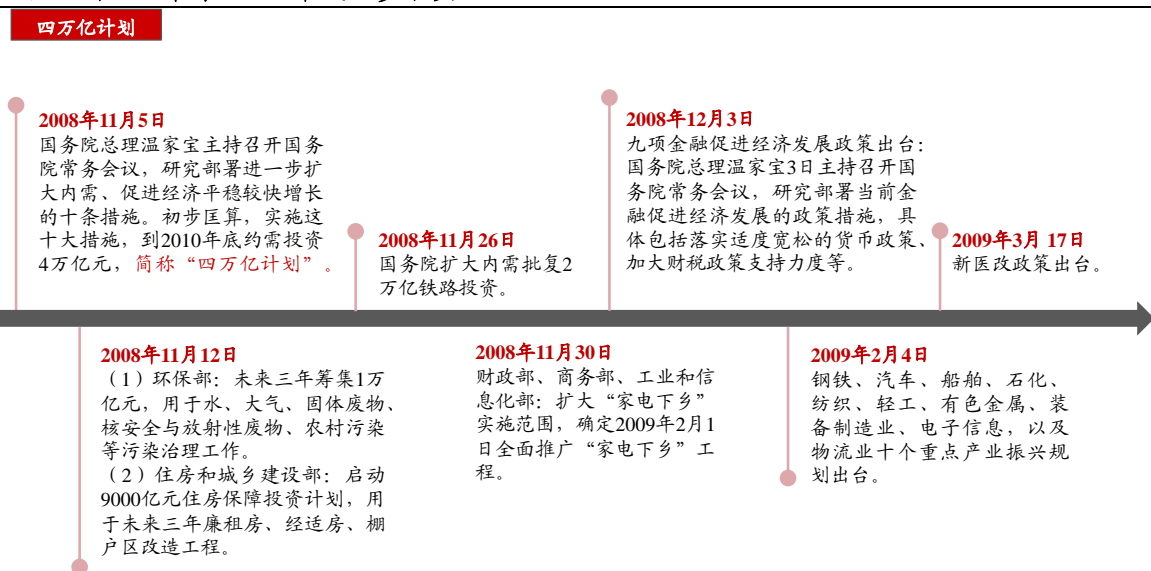 四万亿计划
2008年11月5日
国务院总理温家宝主持召开国务
院常务会议，研究部署进一步扩
大内需、促进经济平稳较快增长
的十条措施。初步匡算，实施这
十大措施，到2010年底约需投资
4万亿元，简称“四万亿计划”。
2008年11月26日
国务院扩大内需批复2
万亿铁路投资。
2008年12月3日
九项金融促进经济发展政策出台：
国务院总理温家宝3日主持召开国
务院常务会议，研究部署当前金
融促进经济发展的政策措施，具
体包括落实适度宽松的货币政策、
加大财税政策支持力度等。
2009年3月 17日
新医改政策出台。
2008年11月12日
（1）环保部：未来三年筹集1万
亿元，用于水、大气、固体废物、
核安全与放射性废物、农村污染
等污染治理工作。
（2）住房和城乡建设部：启动
9000亿元住房保障投资计划，用
于未来三年廉租房、经适房、棚
户区改造工程。
2008年11月30日
财政部、商务部、工业和信
息化部：扩大“家电下乡”
实施范围，确定2009年2月1
日全面推广“家电下乡”工
程。
2009年2月4日
钢铁、汽车、船舶、石化、
纺织、轻工、有色金属、装
备制造业、电子信息，以及
物流业十个重点产业振兴规
划出台。